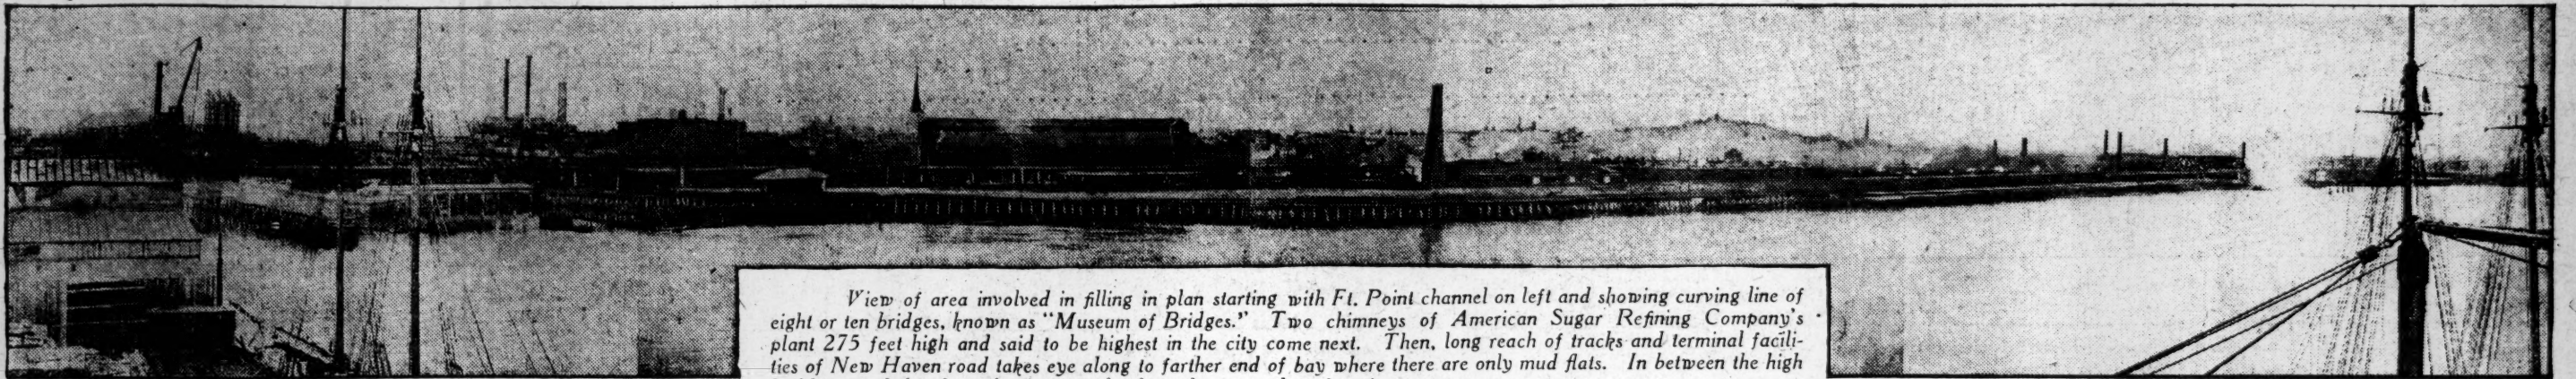 View of area involved in filling in plan starting with Ft. Point channel on left and showing curving line of
eight or ten bridges, known as "Museum of Bridges." Two chimneys of American Sugar Refining Company's
plant 275 feet high and said to be highest in the city come next. Then, long reach of tracks and terminal facili-
ties of New Haven road takes eye along to farther end of bay where there are only mud flats. In between the high